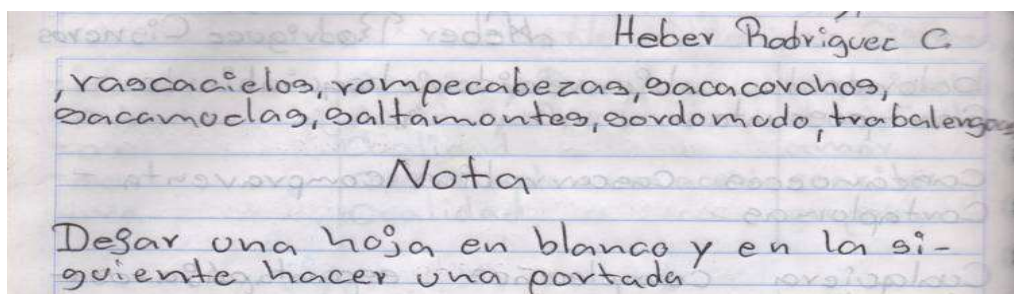 Heber Rodriguec C.
, rascacielos, rompecabezas, sacacorchos,
sacamuelas, saltamontes, sordomudo, trabalenguas
Nota
Dejar una hoja en blanco y en la si-
guiente hacer una portada